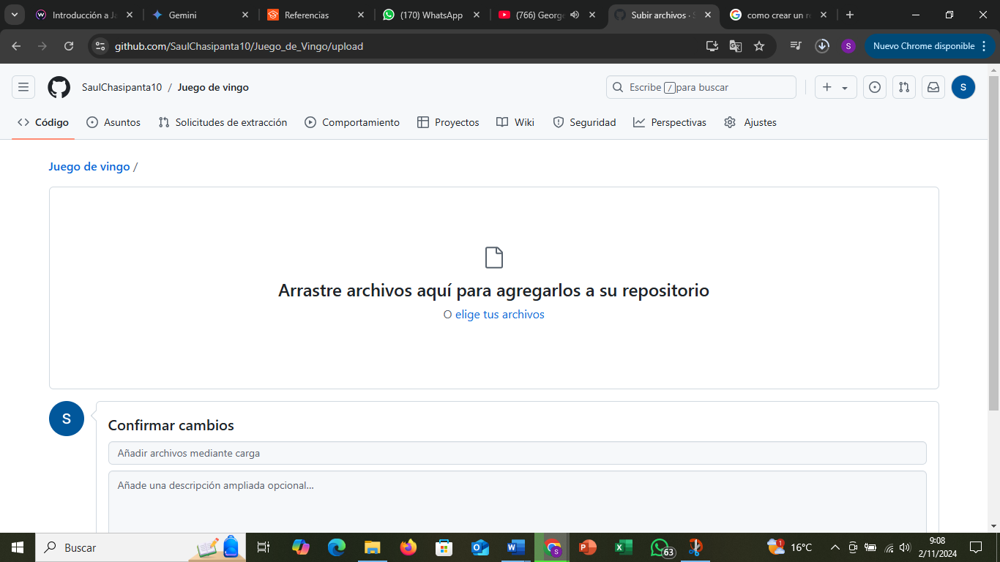 Introducción a Ja
Gemini
Referencias
(170) WhatsApp
(766) George
Subir archivos · S
como crear un re
github.com/SaulChasipanta10/Juego_de_Vingo/upload
S
Nuevo Chrome disponible
SaulChasipanta10 / Juego de vingo
Escribe / para buscar
S
Código
Asuntos
Solicitudes de extracción
Comportamiento
Proyectos
Wiki
Seguridad
Perspectivas
Ajustes
Juego de vingo /
Arrastre archivos aquí para agregarlos a su repositorio
O elige tus archivos
S
Confirmar cambios
Añadir archivos mediante carga
Añade una descripción ampliada opcional...
Buscar
63
1
16°C
9:08
2/11/2024